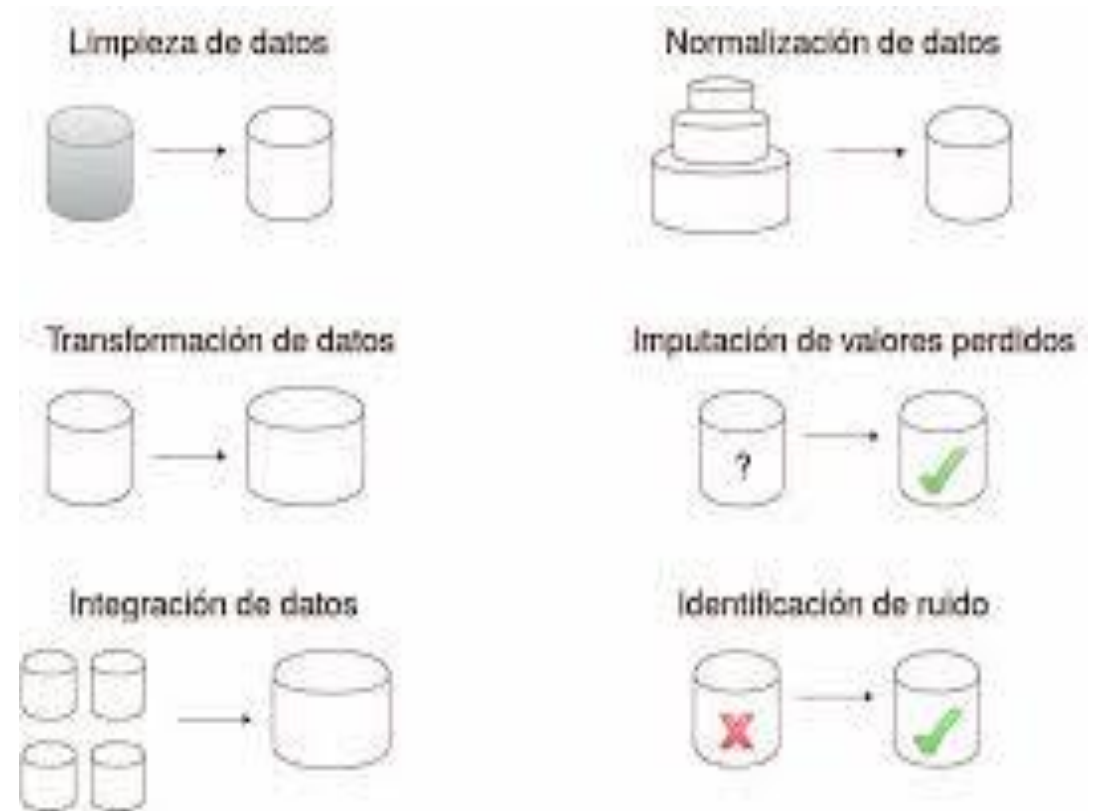 Limpieza de datos
Normalización de datos
Transformación de datos
Imputación de valores perdidos
?
Integración de datos
Identificación de ruido